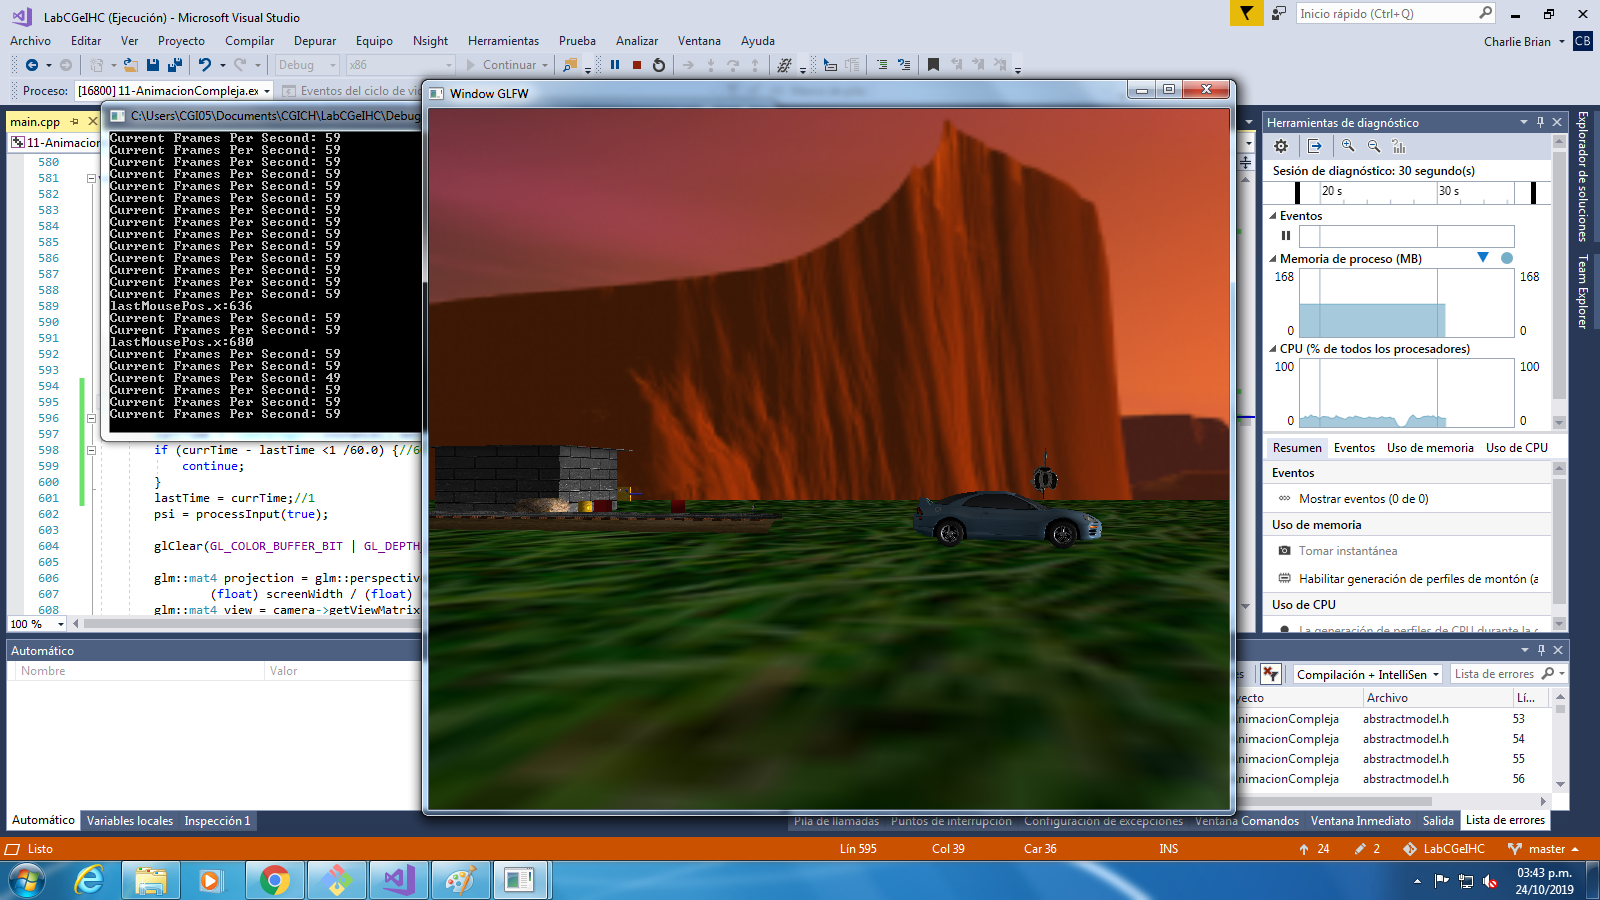 LabCGeIHC (Ejecución) - Microsoft Visual Studio
Inicio rápido (Ctrl+Q)
Archivo Editar Ver Proyecto Compilar Depurar Equipo Nsight Herramientas Prueba Analizar Ventana Ayuda
Charlie Brian CB
Debug x86 Continuar
Proceso: [16800] 11-AnimacionCompleja.ex Eventos del ciclo de
Window GLFW
main.cpp
C:\Users\CGI05\Documents\CGICH\LabCGeIHC\Debug
11-Animacion
Current Frames Per Second: 59
Current Frames Per Second: 59
Current Frames Per Second: 59
Current Frames Per Second: 59
Current Frames Per Second: 59
Current Frames Per Second: 59
Current Frames Per Second: 59
Current Frames Per Second: 59
Current Frames Per Second: 59
Current Frames Per Second: 59
Current Frames Per Second: 59
Current Frames Per Second: 59
Current Frames Per Second: 59
Current Frames Per Second: 59
lastMousePos.x:636
Current Frames Per Second: 59
Current Frames Per Second: 59
lastMousePos.x:680
Current Frames Per Second: 59
Current Frames Per Second: 59
Current Frames Per Second: 49
Current Frames Per Second: 59
Current Frames Per Second: 59
Current Frames Per Second: 59
580
581
582
583
584
585
586
587
588
589
590
591
592
593
594
595
596
597
598 if (currTime - lastTime <1 /60.0) {//6
599 continue;
600 }
601 lastTime = currTime;//1
602 psi = processInput(true);
603
604 glClear(GL_COLOR_BUFFER_BIT | GL_DEPTH_
605
606 glm::mat4 projection = glm::perspectiv
607 (float) screenWidth / (float)
608 glm::mat4 view = camera->getViewMatrix
100 %
Herramientas de diagnóstico
Sesión de diagnóstico: 30 segundo(s)
20 s 30 s
Eventos
Memoria de proceso (MB)
168 168
0 0
CPU (% de todos los procesadores)
100 100
0 0
Resumen Eventos Uso de memoria Uso de CPU
Eventos
Mostrar eventos (0 de 0)
Uso de memoria
Tomar instantánea
Habilitar generación de perfiles de montón (a
Uso de CPU
La generación de perfiles de CPU durante la
Explorador de soluciones
Team Explorer
Automático
Nombre Valor
Compilación + IntelliSen Lista de errores
yecto Archivo Lí...
AnimacionCompleja abstractmodel.h 53
AnimacionCompleja abstractmodel.h 54
AnimacionCompleja abstractmodel.h 55
AnimacionCompleja abstractmodel.h 56
Automático Variables locales Inspección 1
Pila de llamadas Puntos de interrupción Configuración de excepciones Ventana Comandos Ventana Inmediato Salida Lista de errores
Listo Lín 595 Col 39 Car 36 INS 24 2 LabCGeIHC master
03:43 p.m.
24/10/2019